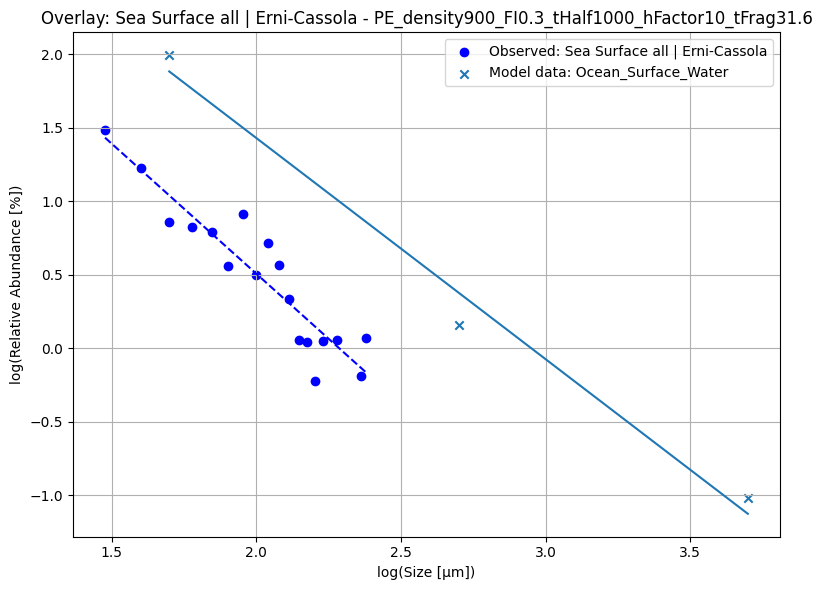 Overlay: Sea Surface all | Erni-Cassola - PE_density900_FI0.3_tHalf1000_hFactor10_tFrag31.6
Observed: Sea Surface all | Erni-Cassola
Model data: Ocean_Surface_Water
log(Relative Abundance [%])
2.0
1.5
1.0
0.5
0.0
−0.5
−1.0
1.5
2.0
2.5
3.0
3.5
log(Size [μm])